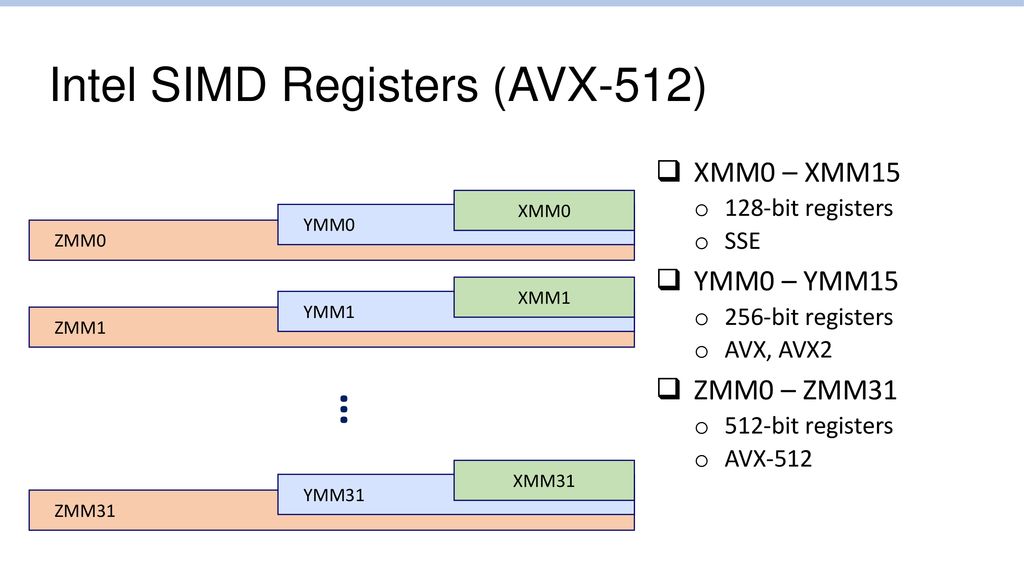 Intel SIMD Registers (AVX-512)
ZMM0
YMM0
XMM0
ZMM1
YMM1
XMM1
ZMM31
YMM31
XMM31
❑ XMM0 – XMM15
o 128-bit registers
o SSE
❑ YMM0 – YMM15
o 256-bit registers
o AVX, AVX2
❑ ZMM0 – ZMM31
o 512-bit registers
o AVX-512